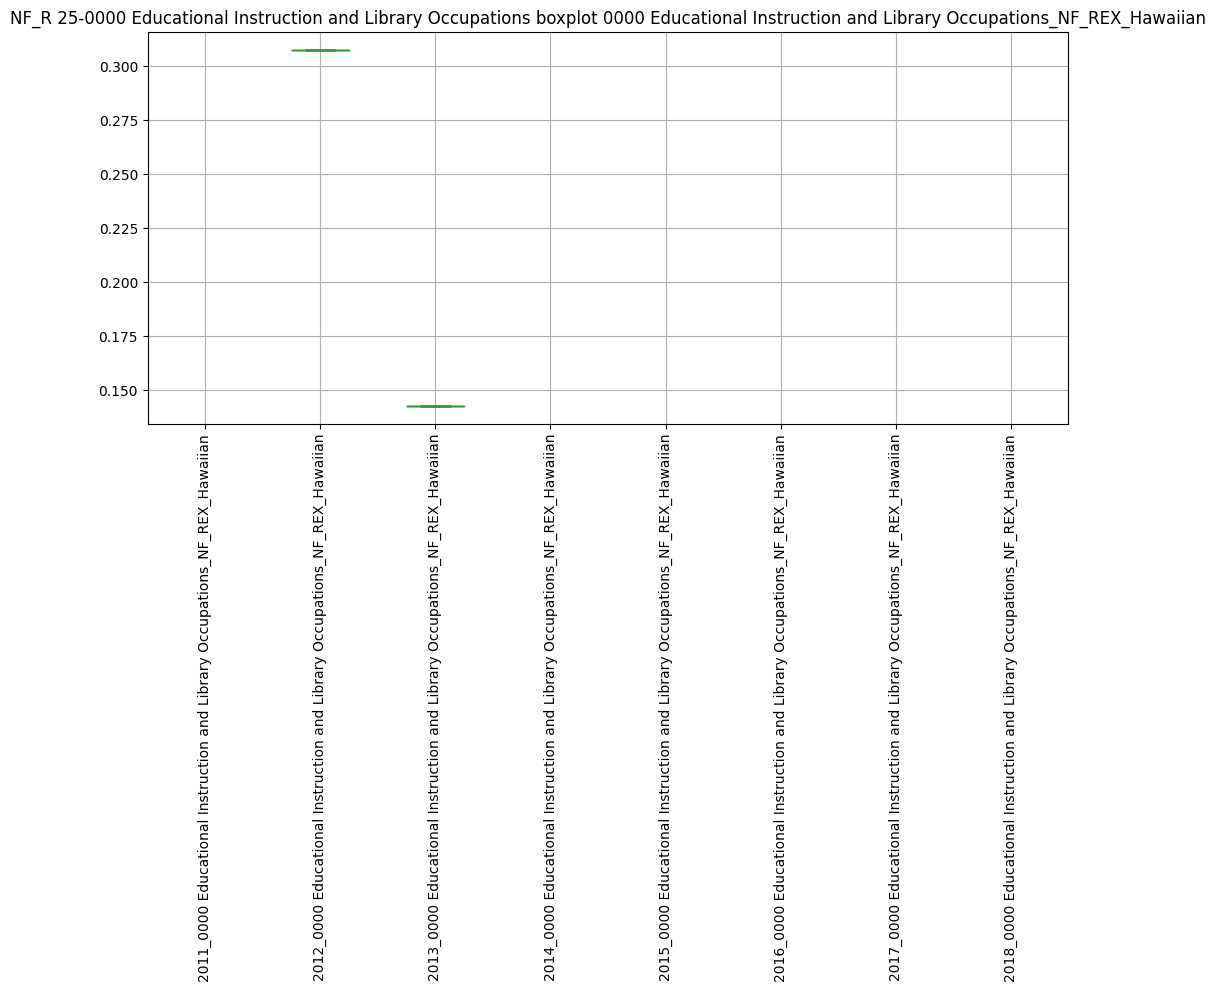 NF_R 25-0000 Educational Instruction and Library Occupations boxplot 0000 Educational Instruction and Library Occupations_NF_REX_Hawaiian
0.300
0.275
0.250
0.225
0.200
0.175
0.150
2011_0000 Educational Instruction and Library Occupations_NF_REX_Hawaiian
2012_0000 Educational Instruction and Library Occupations_NF_REX_Hawaiian
2013_0000 Educational Instruction and Library Occupations_NF_REX_Hawaiian
2014_0000 Educational Instruction and Library Occupations_NF_REX_Hawaiian
2015_0000 Educational Instruction and Library Occupations_NF_REX_Hawaiian
2016_0000 Educational Instruction and Library Occupations_NF_REX_Hawaiian
2017_0000 Educational Instruction and Library Occupations_NF_REX_Hawaiian
2018_0000 Educational Instruction and Library Occupations_NF_REX_Hawaiian